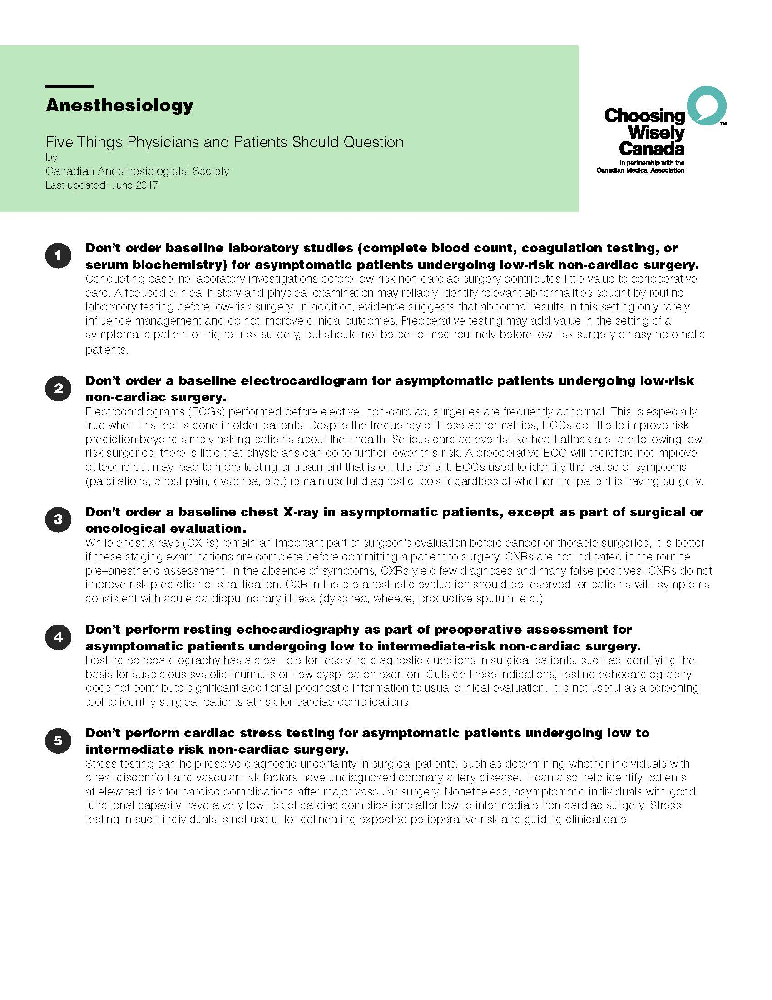 Anesthesiology
Five Things Physicians and Patients Should Question
by
Canadian Anesthesiologists’ Society
Last updated: June 2017
Choosing
Wisely
Canada
TM
In partnership with the
Canadian Medical Association
1
Don’t order baseline laboratory studies (complete blood count, coagulation testing, or
serum biochemistry) for asymptomatic patients undergoing low-risk non-cardiac surgery.
Conducting baseline laboratory investigations before low-risk non-cardiac surgery contributes little value to perioperative
care. A focused clinical history and physical examination may reliably identify relevant abnormalities sought by routine
laboratory testing before low-risk surgery. In addition, evidence suggests that abnormal results in this setting only rarely
influence management and do not improve clinical outcomes. Preoperative testing may add value in the setting of a
symptomatic patient or higher-risk surgery, but should not be performed routinely before low-risk surgery on asymptomatic
patients.
2
Don’t order a baseline electrocardiogram for asymptomatic patients undergoing low-risk
non-cardiac surgery.
Electrocardiograms (ECGs) performed before elective, non-cardiac, surgeries are frequently abnormal. This is especially
true when this test is done in older patients. Despite the frequency of these abnormalities, ECGs do little to improve risk
prediction beyond simply asking patients about their health. Serious cardiac events like heart attack are rare following low-
risk surgeries; there is little that physicians can do to further lower this risk. A preoperative ECG will therefore not improve
outcome but may lead to more testing or treatment that is of little benefit. ECGs used to identify the cause of symptoms
(palpitations, chest pain, dyspnea, etc.) remain useful diagnostic tools regardless of whether the patient is having surgery.
3
Don’t order a baseline chest X-ray in asymptomatic patients, except as part of surgical or
oncological evaluation.
While chest X-rays (CXRs) remain an important part of surgeon’s evaluation before cancer or thoracic surgeries, it is better
if these staging examinations are complete before committing a patient to surgery. CXRs are not indicated in the routine
pre–anesthetic assessment. In the absence of symptoms, CXRs yield few diagnoses and many false positives. CXRs do not
improve risk prediction or stratification. CXR in the pre-anesthetic evaluation should be reserved for patients with symptoms
consistent with acute cardiopulmonary illness (dyspnea, wheeze, productive sputum, etc.).
4
Don’t perform resting echocardiography as part of preoperative assessment for
asymptomatic patients undergoing low to intermediate-risk non-cardiac surgery.
Resting echocardiography has a clear role for resolving diagnostic questions in surgical patients, such as identifying the
basis for suspicious systolic murmurs or new dyspnea on exertion. Outside these indications, resting echocardiography
does not contribute significant additional prognostic information to usual clinical evaluation. It is not useful as a screening
tool to identify surgical patients at risk for cardiac complications.
5
Don’t perform cardiac stress testing for asymptomatic patients undergoing low to
intermediate risk non-cardiac surgery.
Stress testing can help resolve diagnostic uncertainty in surgical patients, such as determining whether individuals with
chest discomfort and vascular risk factors have undiagnosed coronary artery disease. It can also help identify patients
at elevated risk for cardiac complications after major vascular surgery. Nonetheless, asymptomatic individuals with good
functional capacity have a very low risk of cardiac complications after low-to-intermediate non-cardiac surgery. Stress
testing in such individuals is not useful for delineating expected perioperative risk and guiding clinical care.